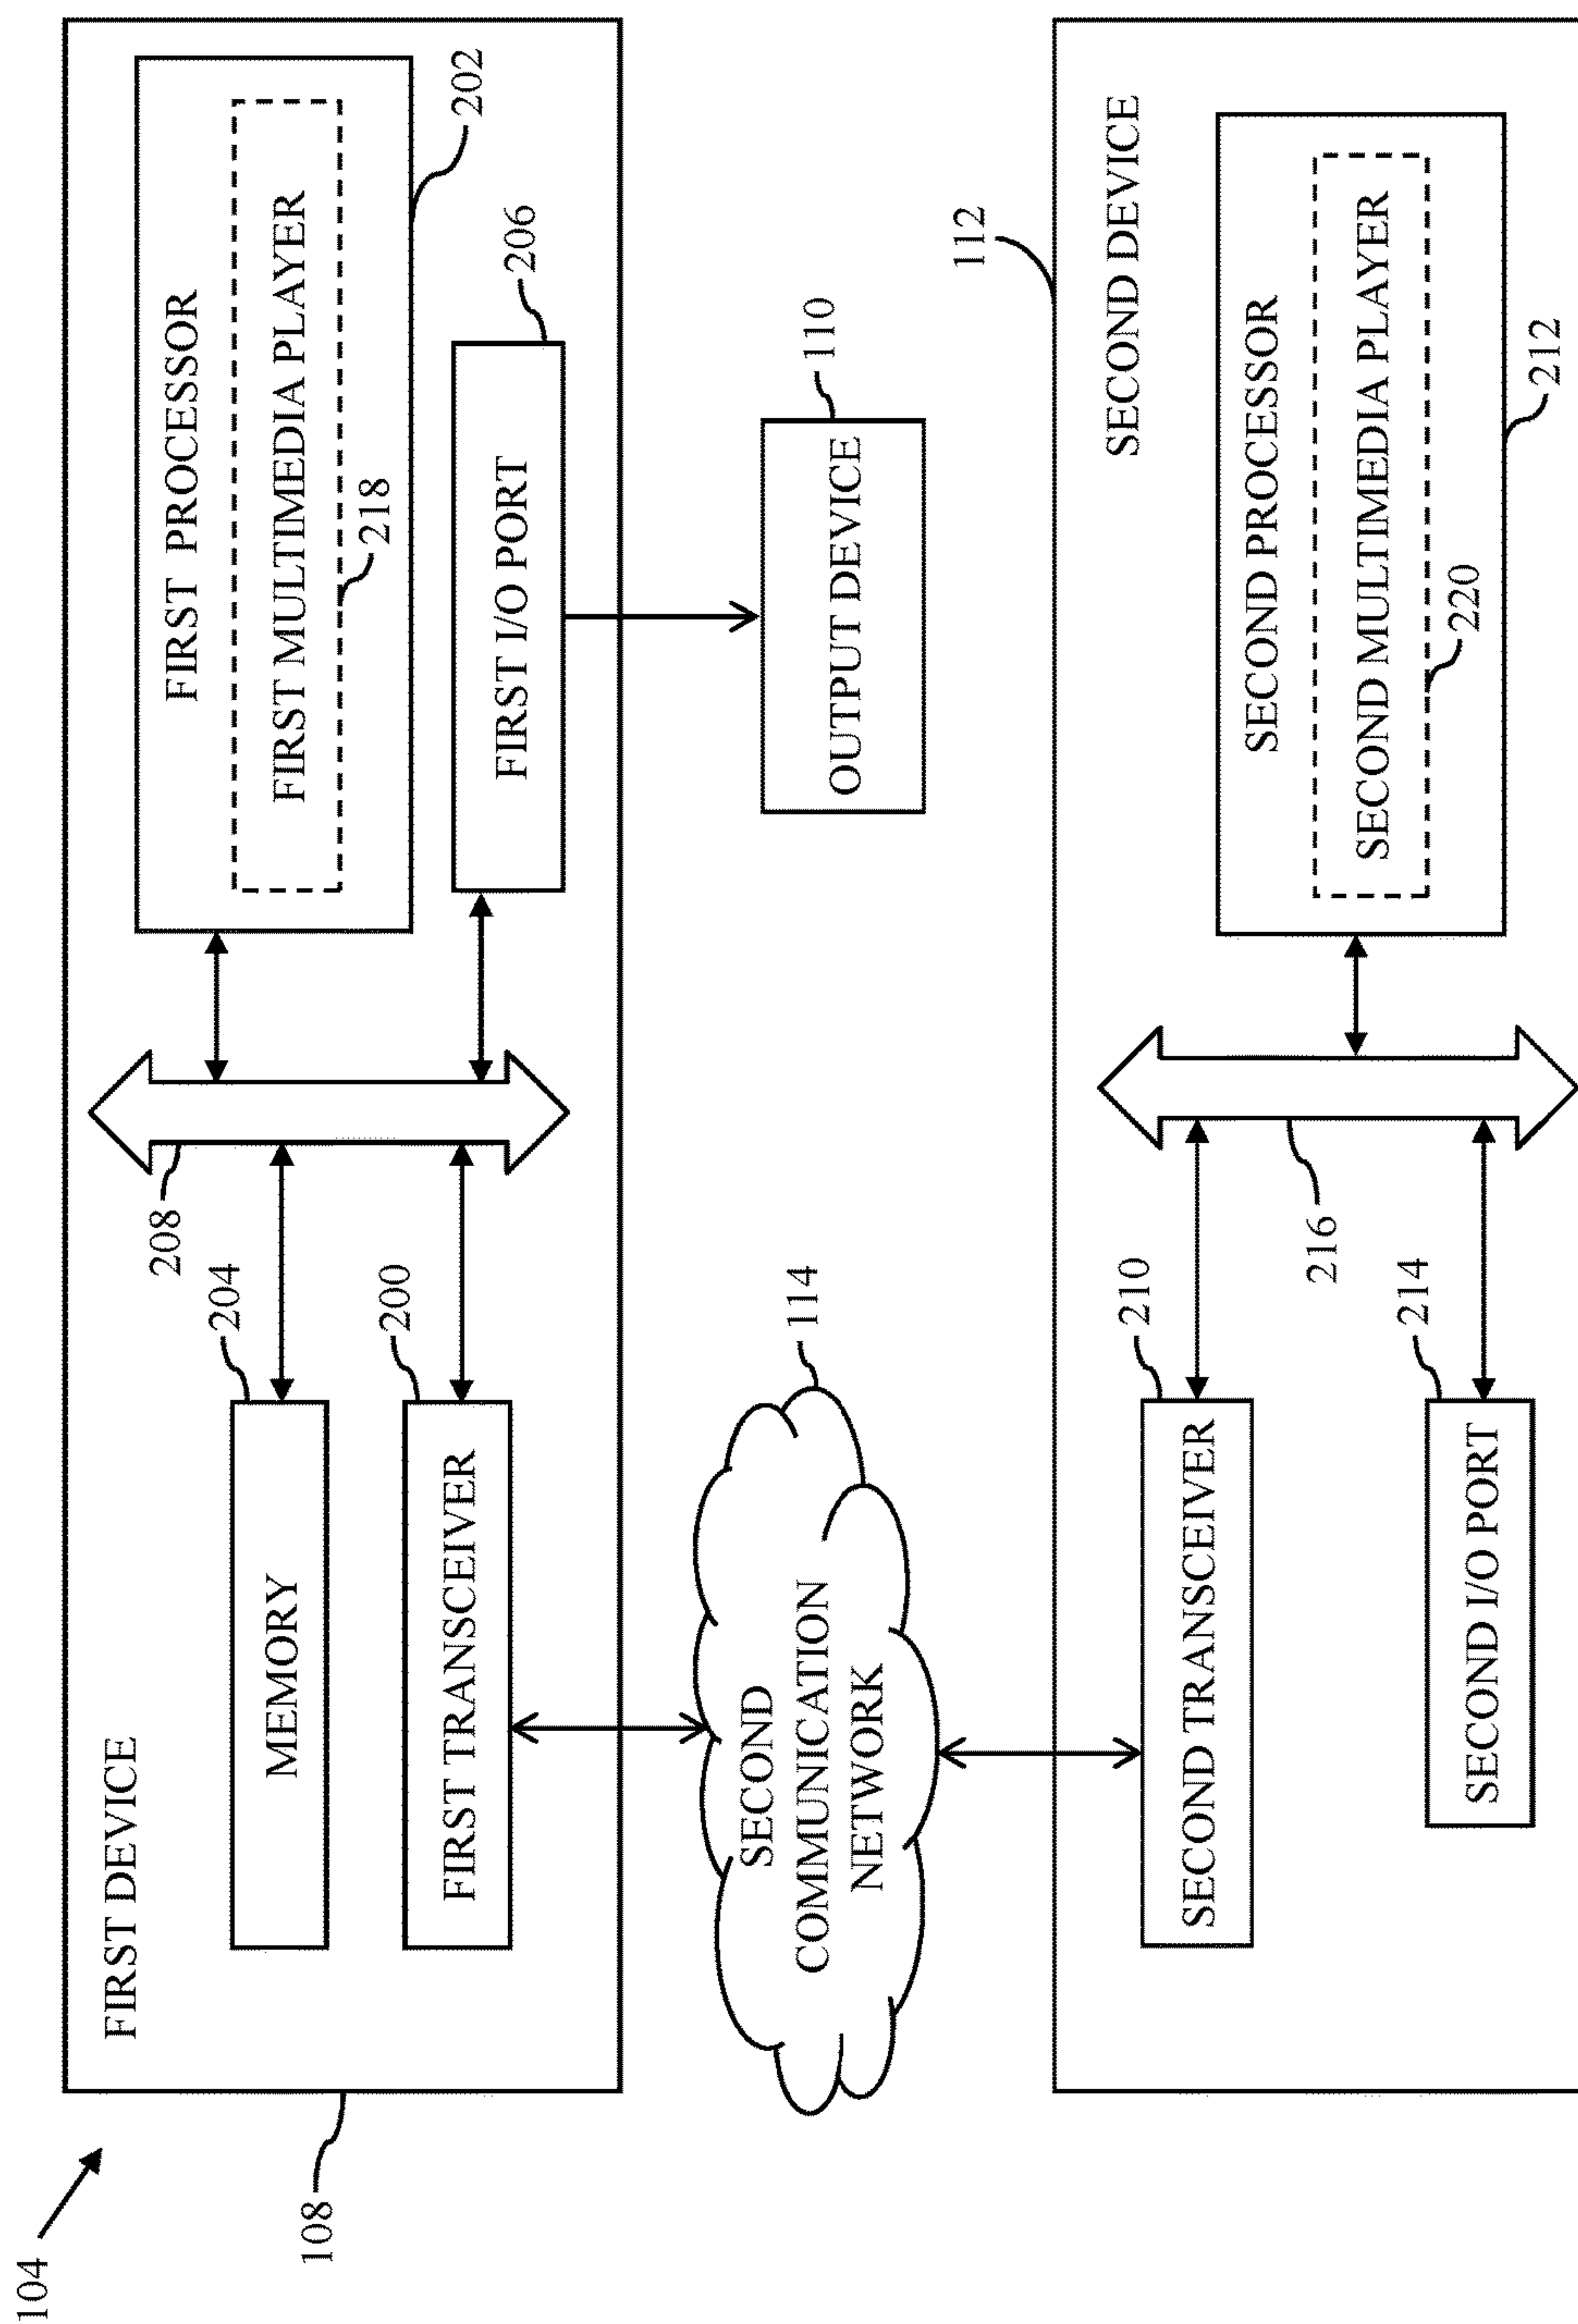 104
FIRST DEVICE
108
MEMORY
204
FIRST TRANSCEIVER
200
208
FIRST PROCESSOR
FIRST MULTIMEDIA PLAYER
218
202
FIRST I/O PORT
206
SECOND
COMMUNICATION
NETWORK
114
OUTPUT DEVICE
110
SECOND DEVICE
112
SECOND TRANSCEIVER
210
SECOND I/O PORT
214
216
SECOND PROCESSOR
SECOND MULTIMEDIA PLAYER
220
212